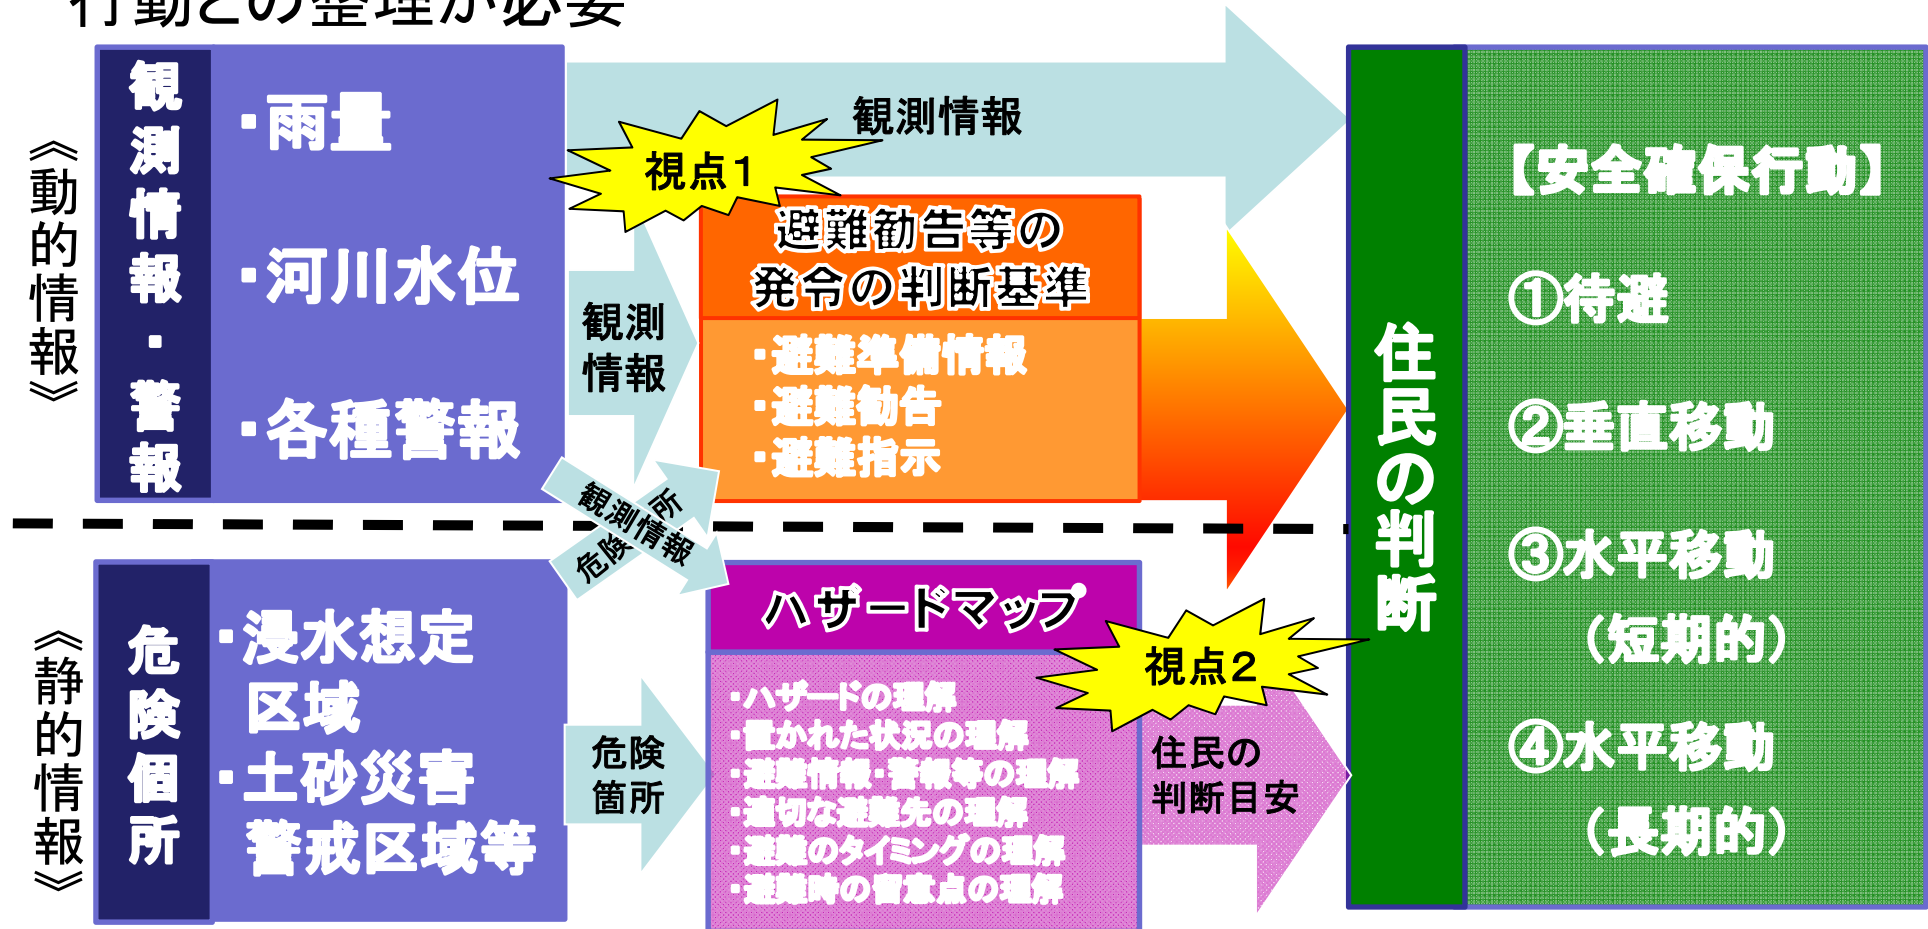 行動との整理が必要
《動的情報》
観測情報・警報
・雨量
・河川水位
・各種警報
観測情報
視点1
観測
情報
避難勧告等の
発令の判断基準
・避難準備情報
・避難勧告
・避難指示
観測情報
危険
所
《静的情報》
危険個所
・浸水想定
区域
・土砂災害
警戒区域等
危険
箇所
ハザードマップ
・ハザードの理解
・置かれた状況の理解
・避難情報・警報等の理解
・適切な避難先の理解
・避難のタイミングの理解
・避難時の留意点の理解
視点2
住民の
判断目安
住民の判断
【安全確保行動】
①待避
②垂直移動
③水平移動
（短期的）
④水平移動
（長期的）